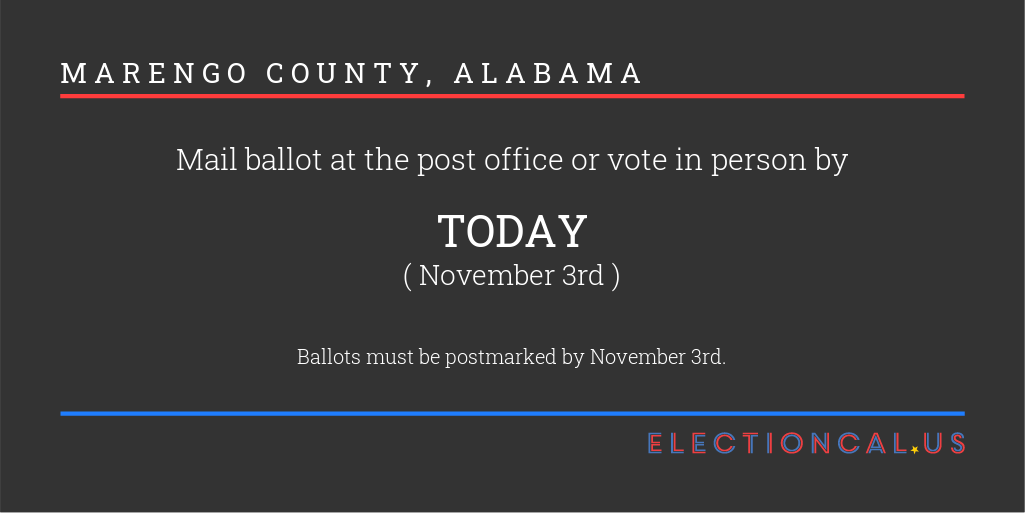 MARENGO COUNTY, ALABAMA
Mail ballot at the post office or vote in person by
TODAY
( November 3rd )
Ballots must be postmarked by November 3rd.
ELECTIONCAL.US